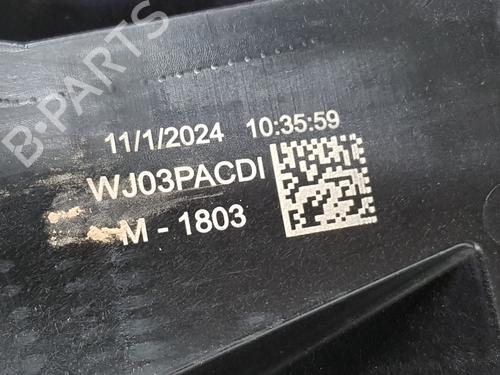 B-PARTS
11/1/2024 10:35:59
WJ03PACDI
M - 1803